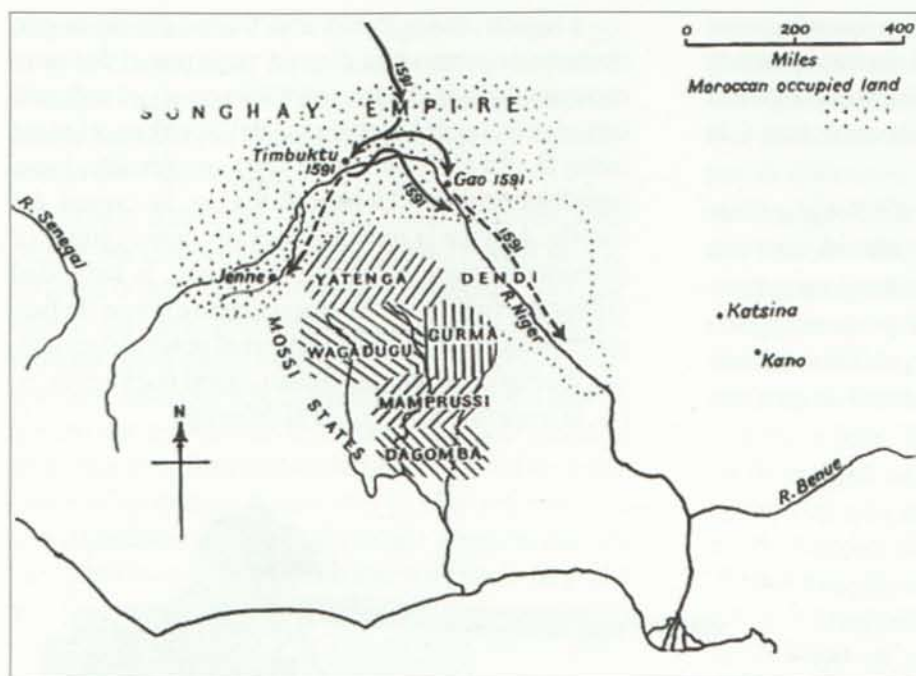 0 200 400
Miles
Moroccan occupied land
SONGHAY EMPIRE
1591
Timbuktu
1591
Gao 1591
1591
1591
R. Senegal
Jenne
YATENGA
DENDI
R. Niger
MOSSI STATES
WAGADUGU
GURMA
MAMPRUSSI
DAGOMBA
Katsina
Kano
N
R. Benue